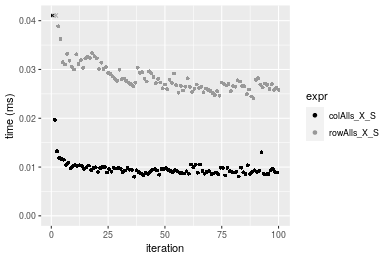 0.04
0.03
0.02
0.01
0.00
time (ms)
0
25
50
75
100
iteration
expr
colAlls_X_S
rowAlls_X_S